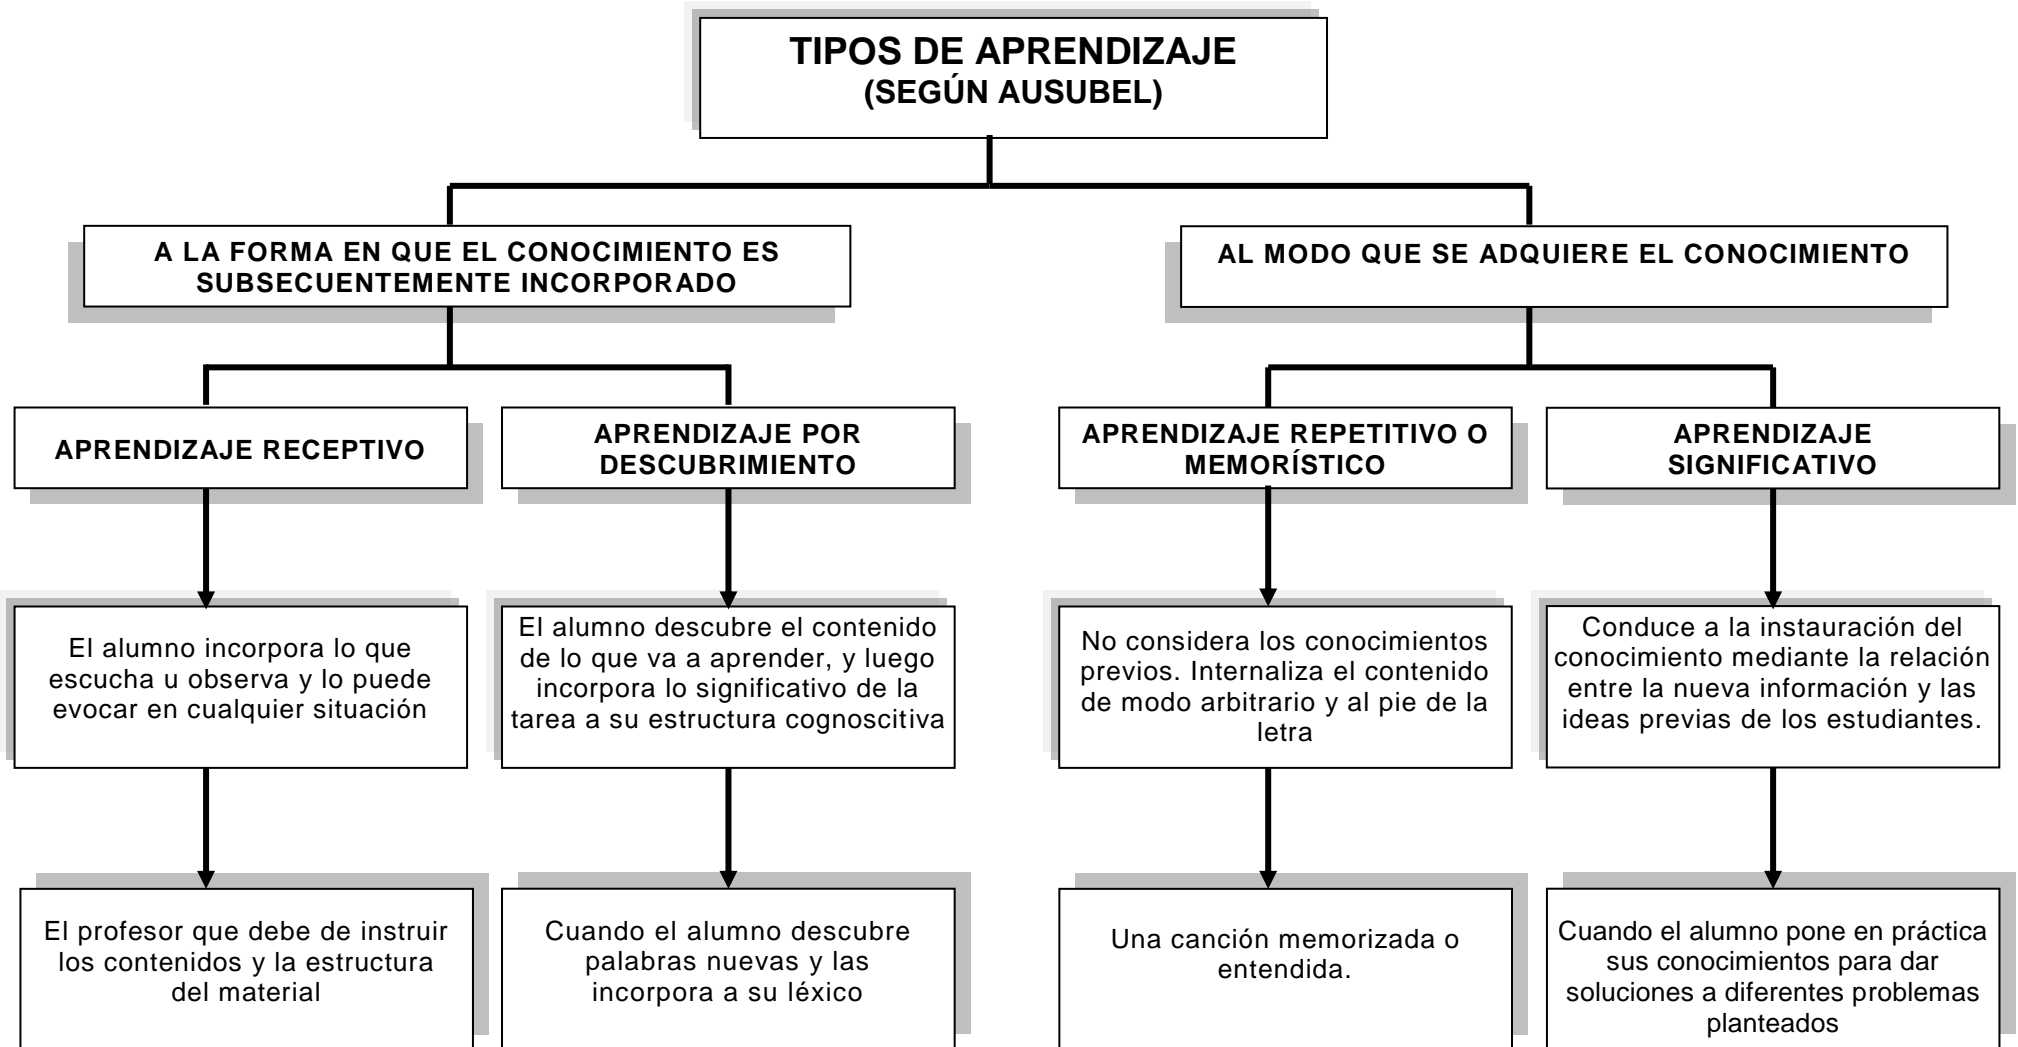 TIPOS DE APRENDIZAJE
(SEGÚN AUSUBEL)
A LA FORMA EN QUE EL CONOCIMIENTO ES
SUBSECUENTEMENTE INCORPORADO
AL MODO QUE SE ADQUIERE EL CONOCIMIENTO
APRENDIZAJE RECEPTIVO
APRENDIZAJE POR
DESCUBRIMIENTO
APRENDIZAJE REPETITIVO O
MEMORÍSTICO
APRENDIZAJE
SIGNIFICATIVO
El alumno incorpora lo que
escucha u observa y lo puede
evocar en cualquier situación
El alumno descubre el contenido
de lo que va a aprender, y luego
incorpora lo significativo de la
tarea a su estructura cognoscitiva
No considera los conocimientos
previos. Internaliza el contenido
de modo arbitrario y al pie de la
letra
Conduce a la instauración del
conocimiento mediante la relación
entre la nueva información y las
ideas previas de los estudiantes.
El profesor que debe de instruir
los contenidos y la estructura
del material
Cuando el alumno descubre
palabras nuevas y las
incorpora a su léxico
Una canción memorizada o
entendida.
Cuando el alumno pone en práctica
sus conocimientos para dar
soluciones a diferentes problemas
planteados